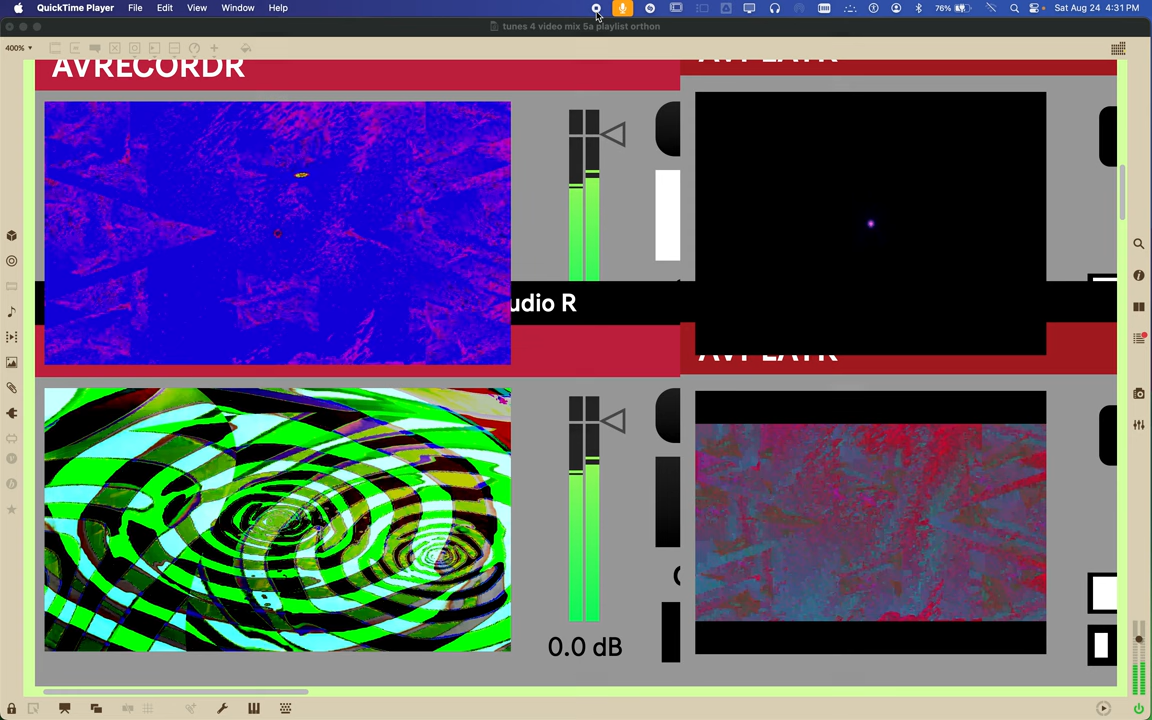 QuickTime Player File Edit View Window Help 76% Sat Aug 24 4:31 PM
tunes 4 video mix 5a playlist orthon
400%
AVRECORDR
udio R
AVPLAYR
0.0 dB